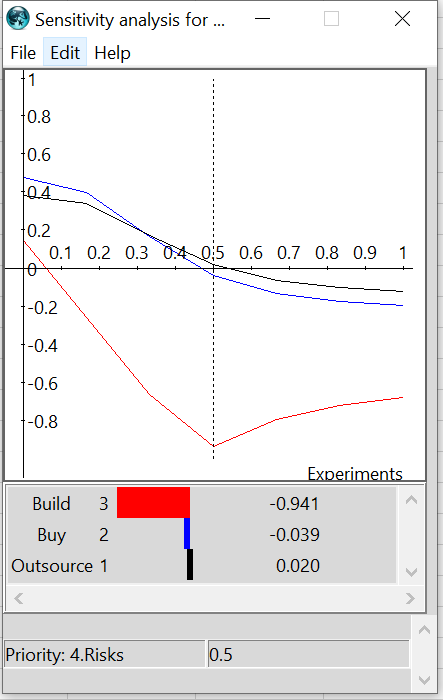 Sensitivity analysis for ...
File Edit Help
1
0.8
0.6
0.4
0.2
0.1 0.2 0.3 0.4 0.5 0.6 0.7 0.8 0.9 1
0
-0.2
-0.4
-0.6
-0.8
Experiments
Build 3 -0.941
Buy 2 -0.039
Outsource 1 0.020
Priority: 4.Risks 0.5